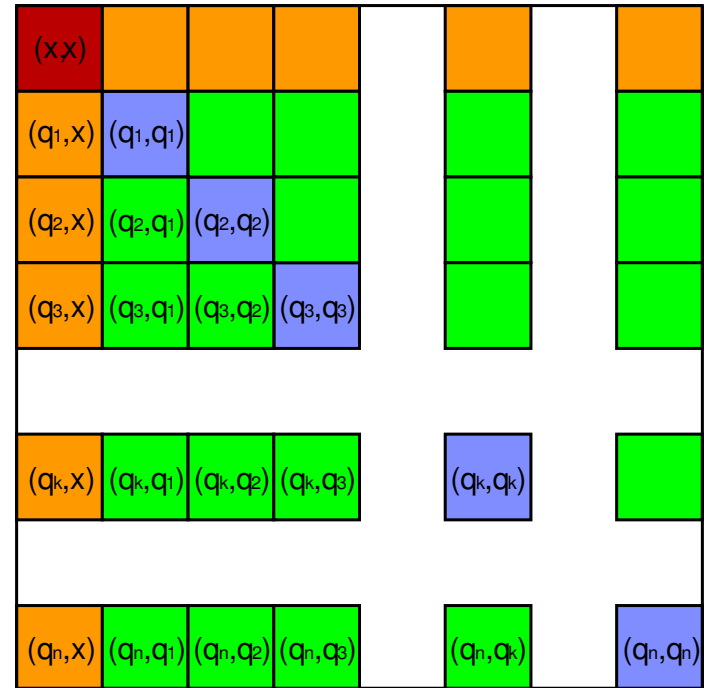 (x,x)
(q₁,x) (q₁,q₁)
(q₂,x) (q₂,q₁) (q₂,q₂)
(q₃,x) (q₃,q₁) (q₃,q₂) (q₃,q₃)
(qₖ,x) (qₖ,q₁) (qₖ,q₂) (qₖ,q₃) (qₖ,qₖ)
(qₙ,x) (qₙ,q₁) (qₙ,q₂) (qₙ,q₃) (qₙ,qₖ) (qₙ,qₙ)